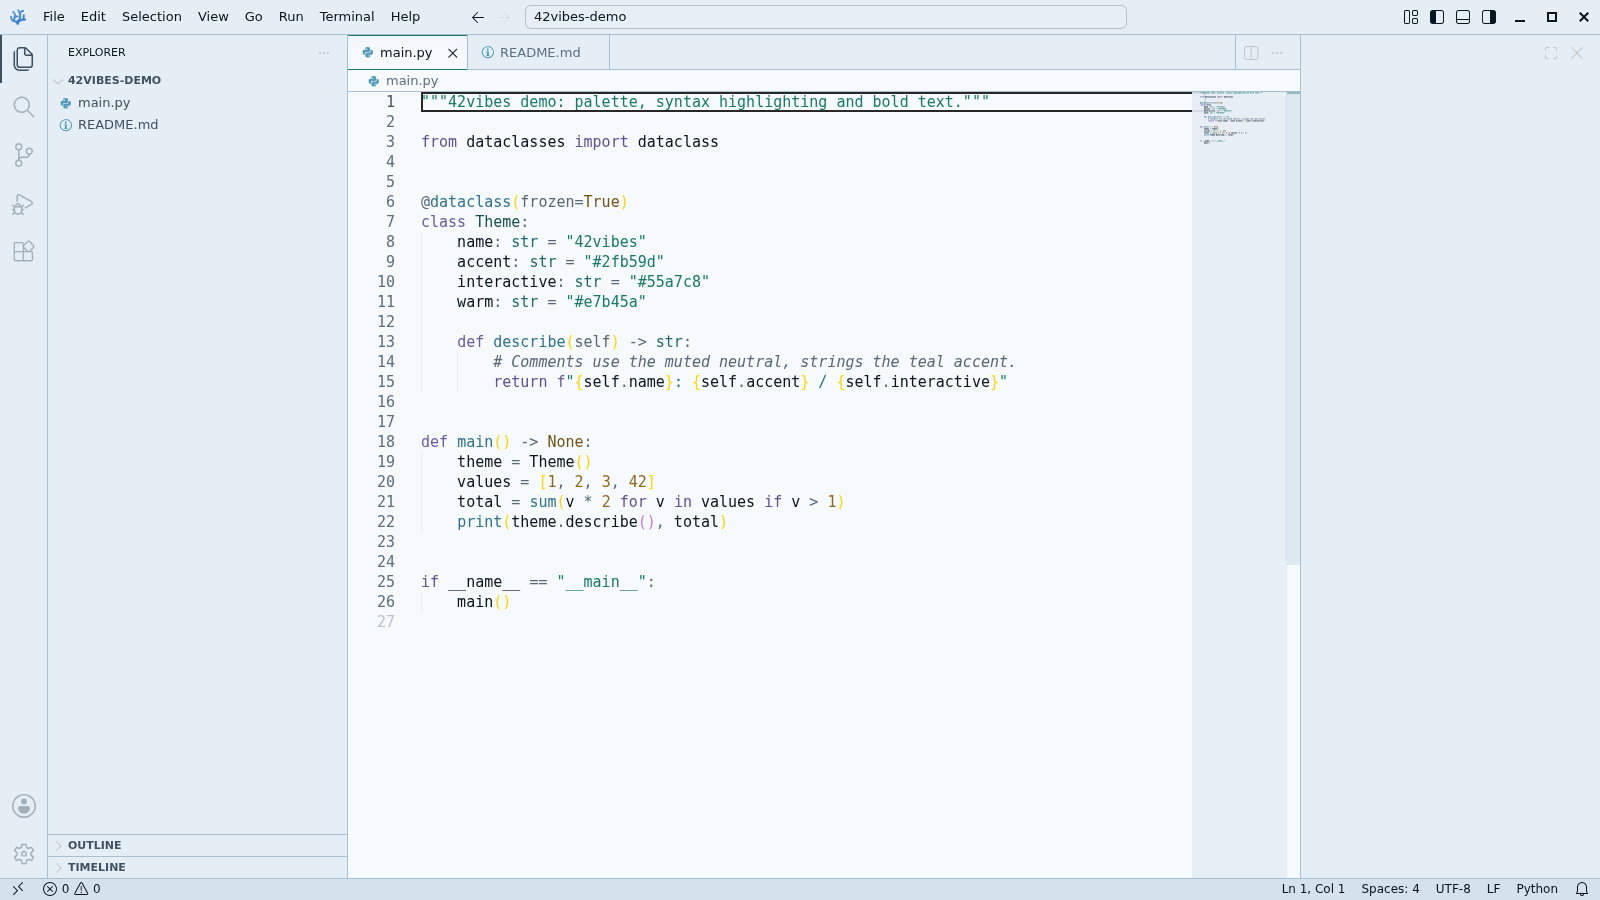 File Edit Selection View Go Run Terminal Help
42vibes-demo
EXPLORER
42VIBES-DEMO
main.py
README.md
OUTLINE
TIMELINE
main.py
README.md
main.py
1 """42vibes demo: palette, syntax highlighting and bold text."""
2
3 from dataclasses import dataclass
4
5
6 @dataclass(frozen=True)
7 class Theme:
8     name: str = "42vibes"
9     accent: str = "#2fb59d"
10     interactive: str = "#55a7c8"
11     warm: str = "#e7b45a"
12
13     def describe(self) -> str:
14         # Comments use the muted neutral, strings the teal accent.
15         return f"{self.name}: {self.accent} / {self.interactive}"
16
17
18 def main() -> None:
19     theme = Theme()
20     values = [1, 2, 3, 42]
21     total = sum(v * 2 for v in values if v > 1)
22     print(theme.describe(), total)
23
24
25 if __name__ == "__main__":
26     main()
27
0 0
Ln 1, Col 1 Spaces: 4 UTF-8 LF Python